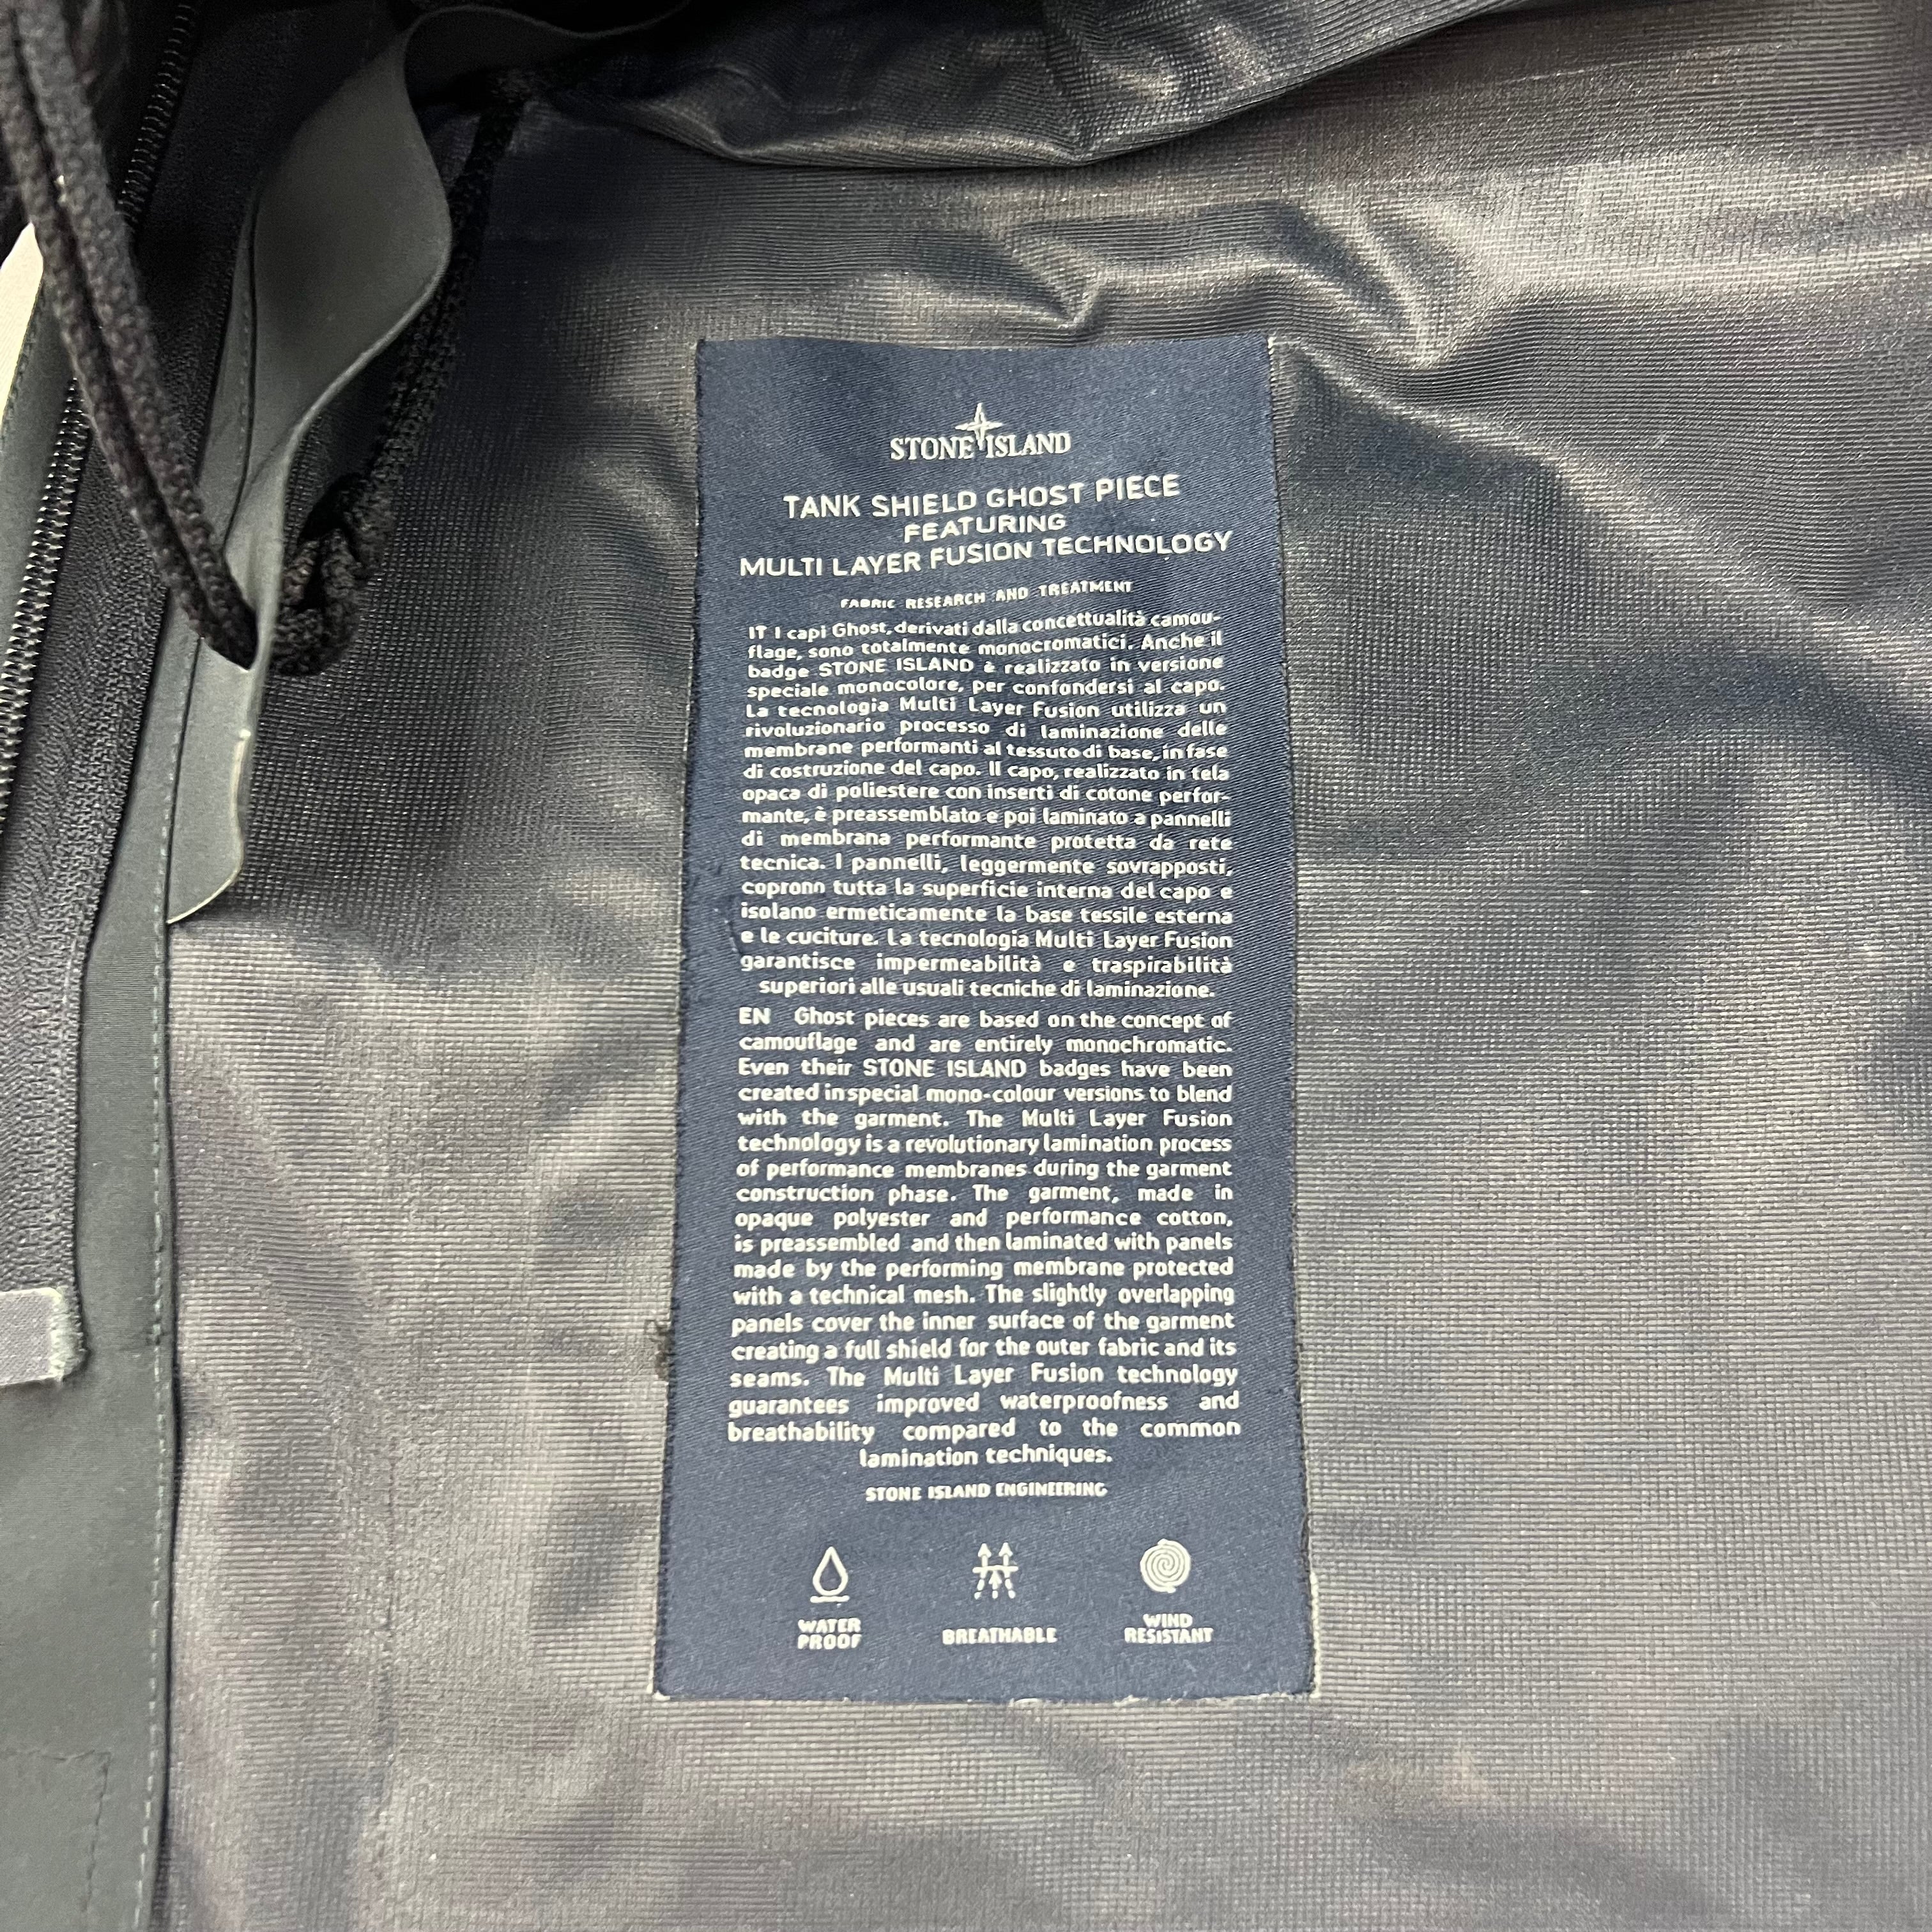 STONE ISLAND
TANK SHIELD GHOST PIECE
FEATURING
MULTI LAYER FUSION TECHNOLOGY
FABRIC RESEARCH AND TREATMENT
IT I capi Ghost, derivati dalla concettualità camou-
flage, sono totalmente monocromatici. Anche il
badge STONE ISLAND è realizzato in versione
speciale monocolore, per confondersi al capo.
La tecnologia Multi Layer Fusion utilizza un
rivoluzionario processo di laminazione delle
membrane performanti al tessuto di base, in fase
di costruzione del capo. Il capo, realizzato in tela
opaca di poliestere con inserti di cotone perfor-
mante, è preassemblato e poi laminato a pannelli
di membrana performante protetta da rete
tecnica. I pannelli, leggermente sovrapposti,
coprono tutta la superficie interna del capo e
isolano ermeticamente la base tessile esterna
e le cuciture. La tecnologia Multi Layer Fusion
garantisce impermeabilità e traspirabilità
superiori alle usuali tecniche di laminazione.
EN Ghost pieces are based on the concept of
camouflage and are entirely monochromatic.
Even their STONE ISLAND badges have been
created in special mono-colour versions to blend
with the garment. The Multi Layer Fusion
technology is a revolutionary lamination process
of performance membranes during the garment
construction phase. The garment, made in
opaque polyester and performance cotton,
is preassembled and then laminated with panels
made by the performing membrane protected
with a technical mesh. The slightly overlapping
panels cover the inner surface of the garment
creating a full shield for the outer fabric and its
seams. The Multi Layer Fusion technology
guarantees improved waterproofness and
breathability compared to the common
lamination techniques.
STONE ISLAND ENGINEERING
WATER
PROOF
BREATHABLE
WIND
RESISTANT